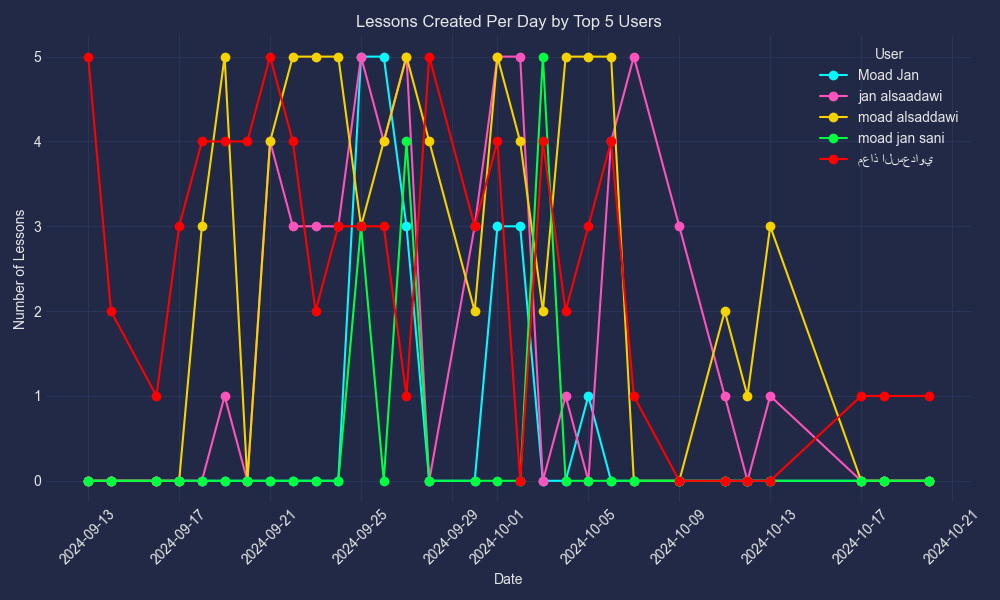 Lessons Created Per Day by Top 5 Users
User
Moad Jan
jan alsaadawi
moad alsaddawi
moad jan sani
معاذ السعداوي
Number of Lessons
5
4
3
2
1
0
2024-09-13
2024-09-17
2024-09-21
2024-09-25
2024-09-29
2024-10-01
2024-10-05
2024-10-09
2024-10-13
2024-10-17
2024-10-21
Date